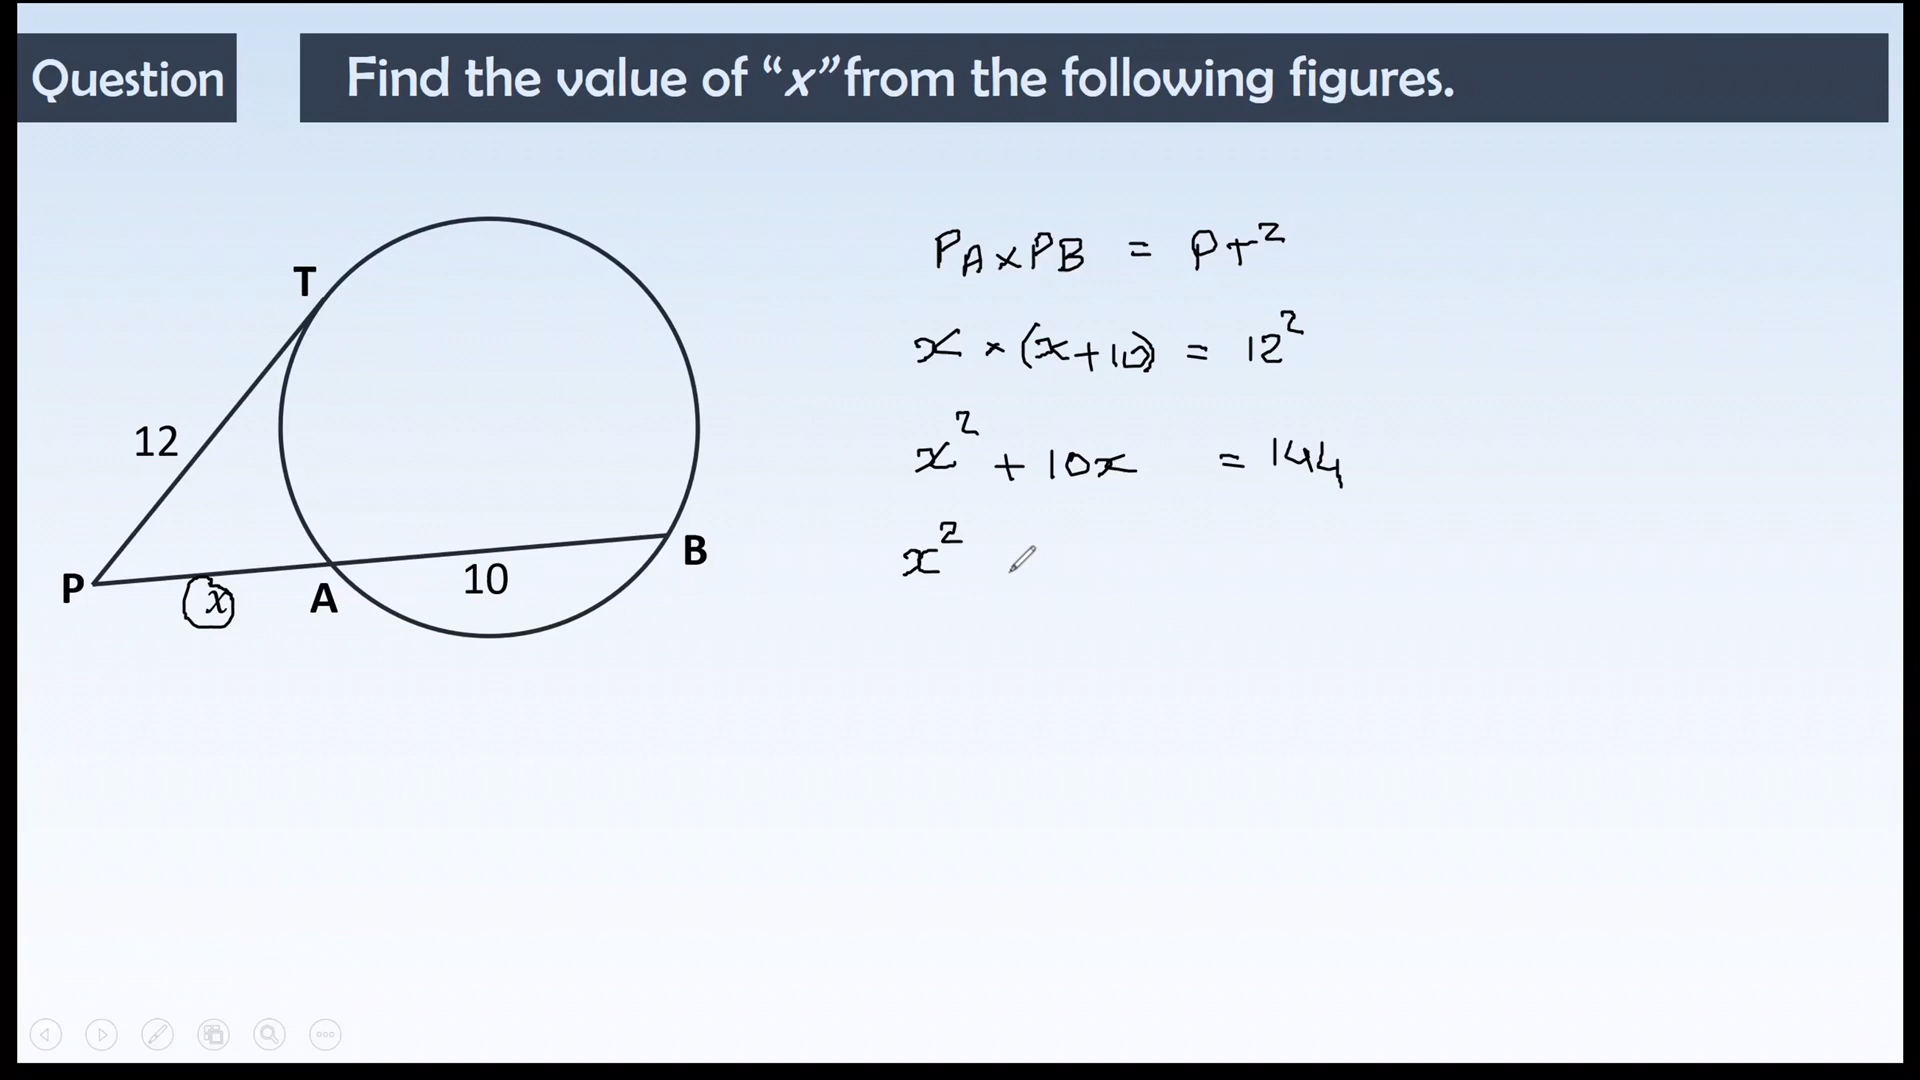 Question
Find the value of “x” from the following figures.
T
12
P
x
A
10
B
PA × PB = PT²
x × (x + 10) = 12²
x² + 10x = 144
x²